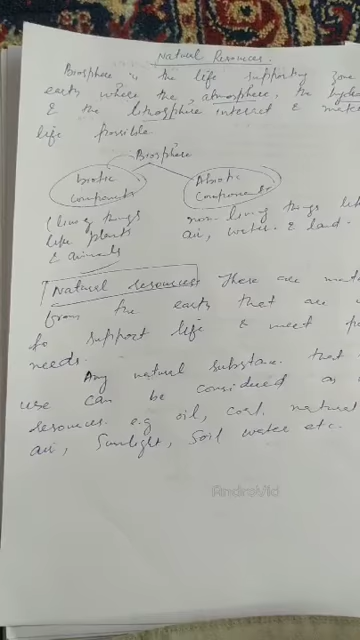 Natural Resources.
Biosphere is the life supporting zone
earth where the atmosphere, the hydro
& the lithosphere interact & make
life possible.
Biosphere
biotic
components
Abiotic
Components
(living things
like plants
& animals
non-living things
air, water & land
Natural resources These are
from the earth that are
to support life & meet
needs.
Any natural substance that
use can be considered as
resources. e.g oil, coal, natural
air, Sunlight, Soil water etc.
AndroVid